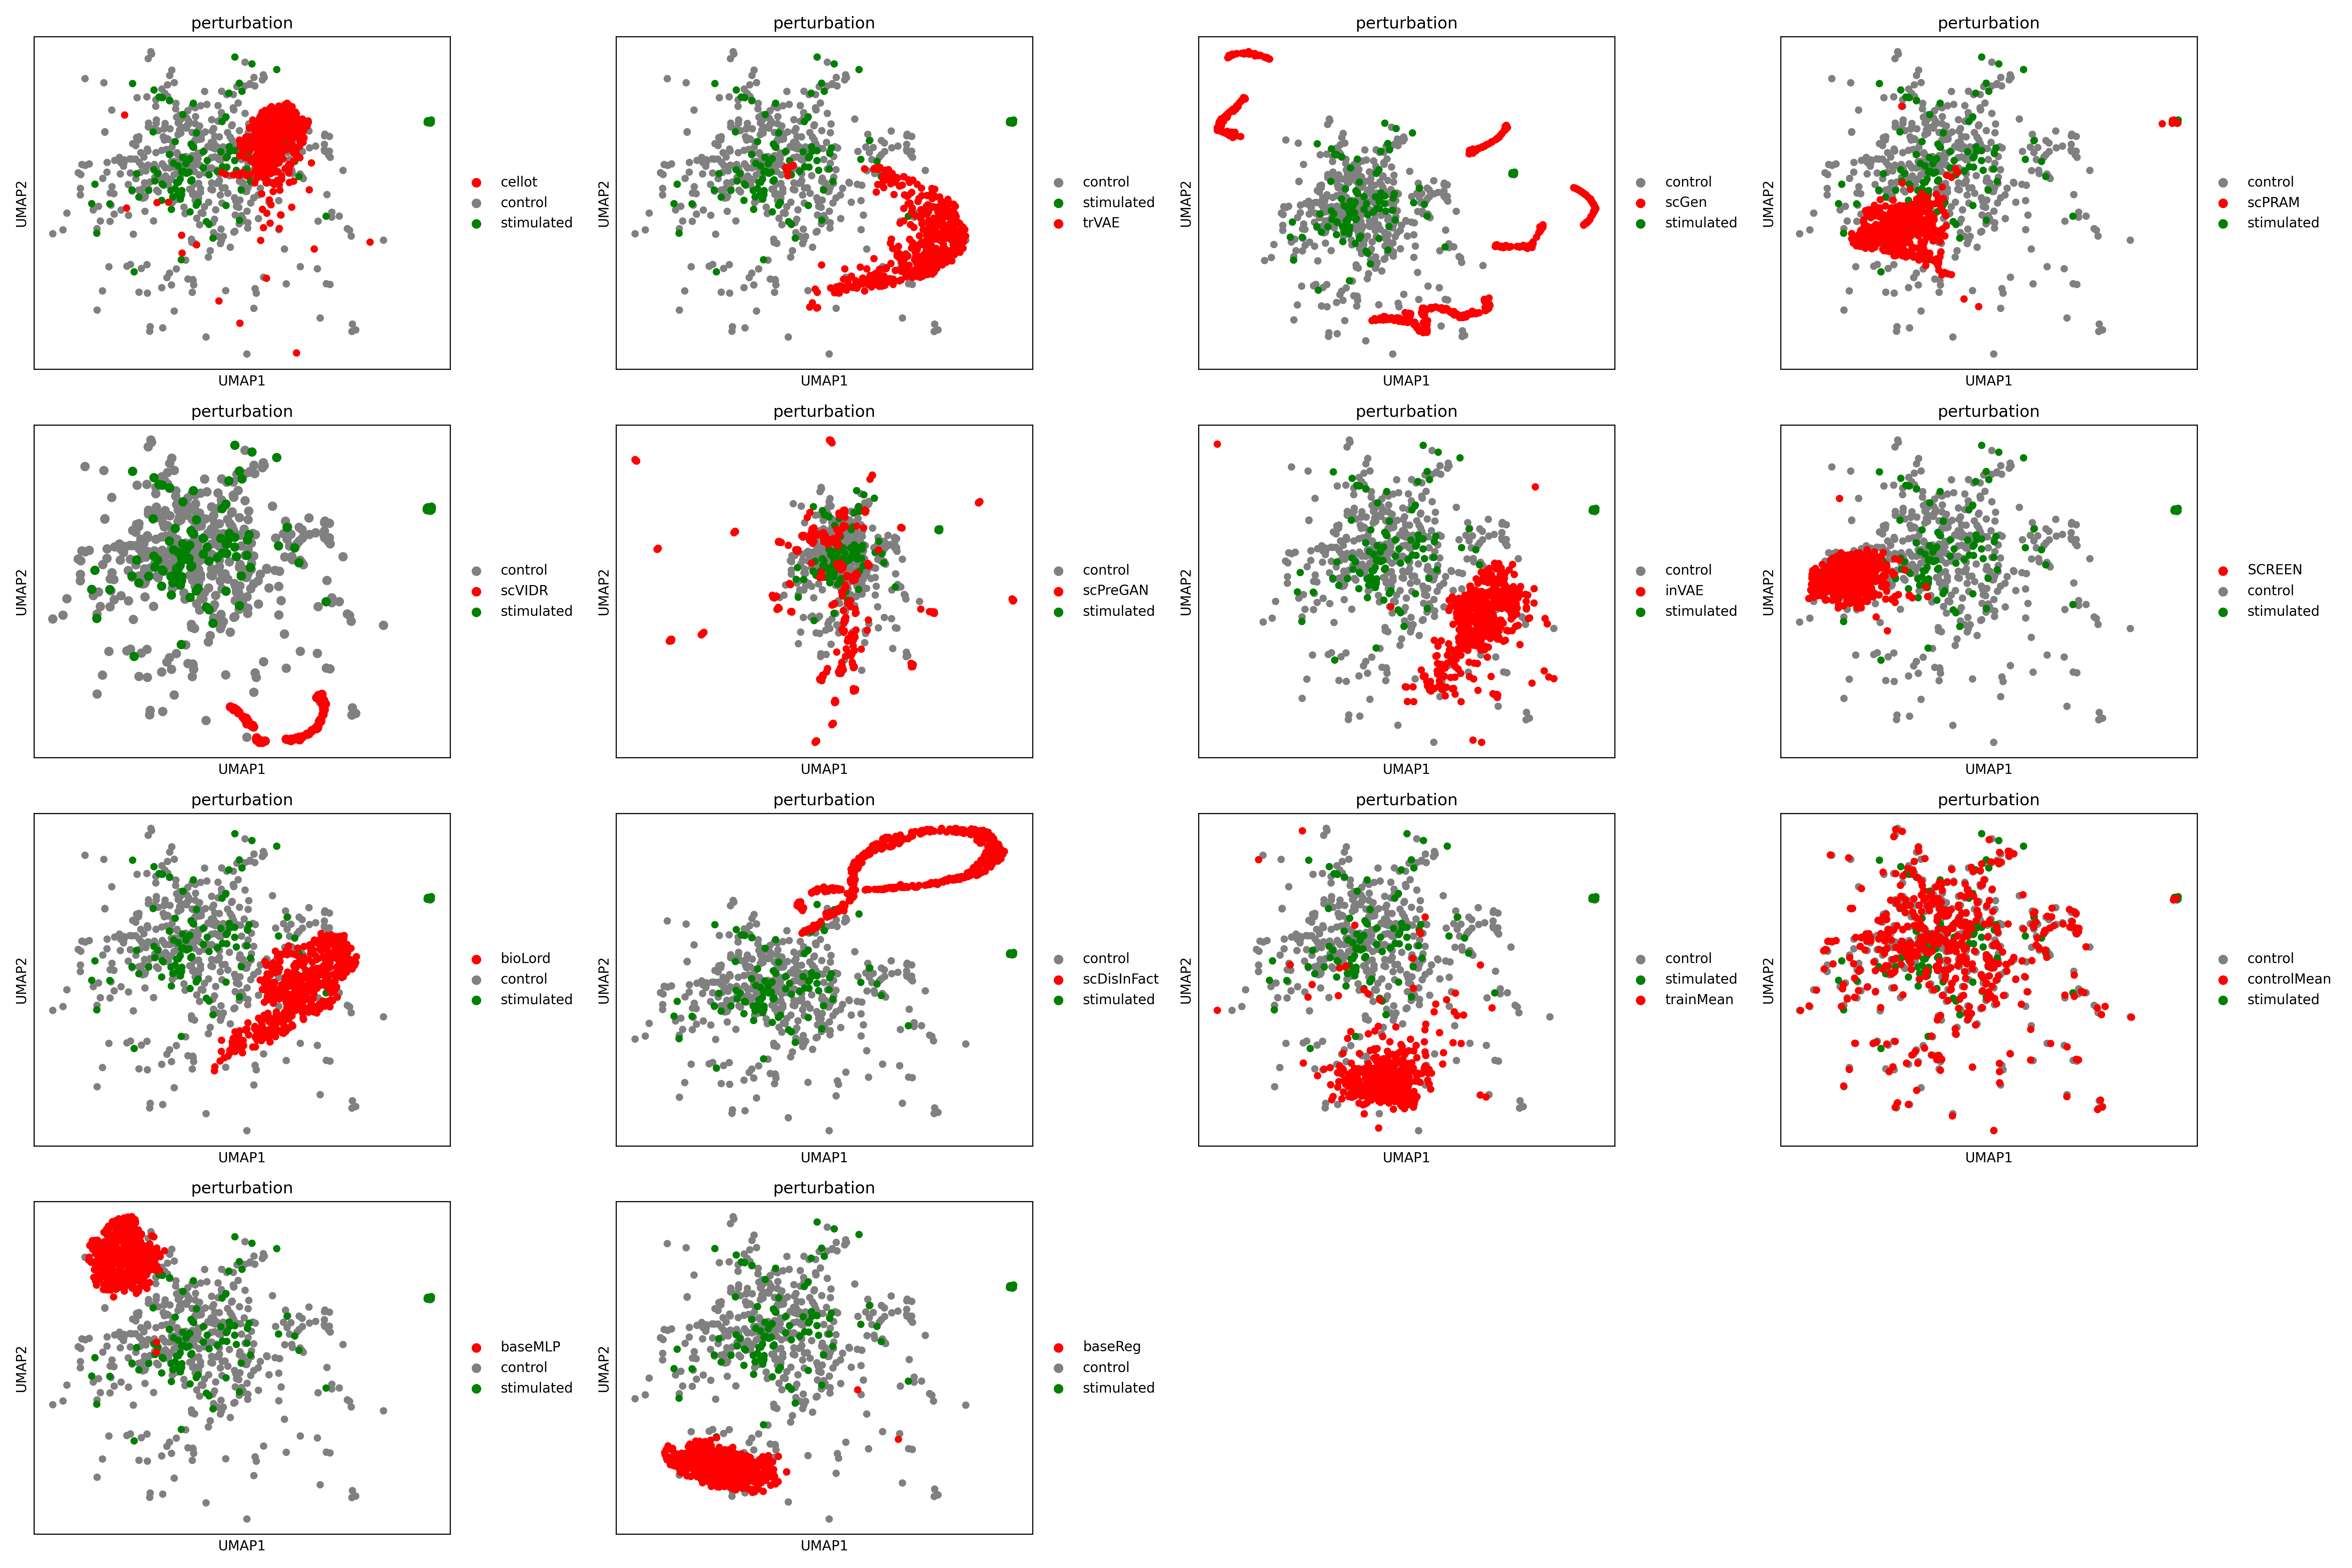 perturbation
UMAP2
UMAP1
cellot
control
stimulated
perturbation
UMAP2
UMAP1
control
stimulated
trVAE
perturbation
UMAP2
UMAP1
control
scGen
stimulated
perturbation
UMAP2
UMAP1
control
scPRAM
stimulated
perturbation
UMAP2
UMAP1
control
scVIDR
stimulated
perturbation
UMAP2
UMAP1
control
scPreGAN
stimulated
perturbation
UMAP2
UMAP1
control
inVAE
stimulated
perturbation
UMAP2
UMAP1
SCREEN
control
stimulated
perturbation
UMAP2
UMAP1
bioLord
control
stimulated
perturbation
UMAP2
UMAP1
control
scDisInFact
stimulated
perturbation
UMAP2
UMAP1
control
stimulated
trainMean
perturbation
UMAP2
UMAP1
control
controlMean
stimulated
perturbation
UMAP2
UMAP1
baseMLP
control
stimulated
perturbation
UMAP2
UMAP1
baseReg
control
stimulated